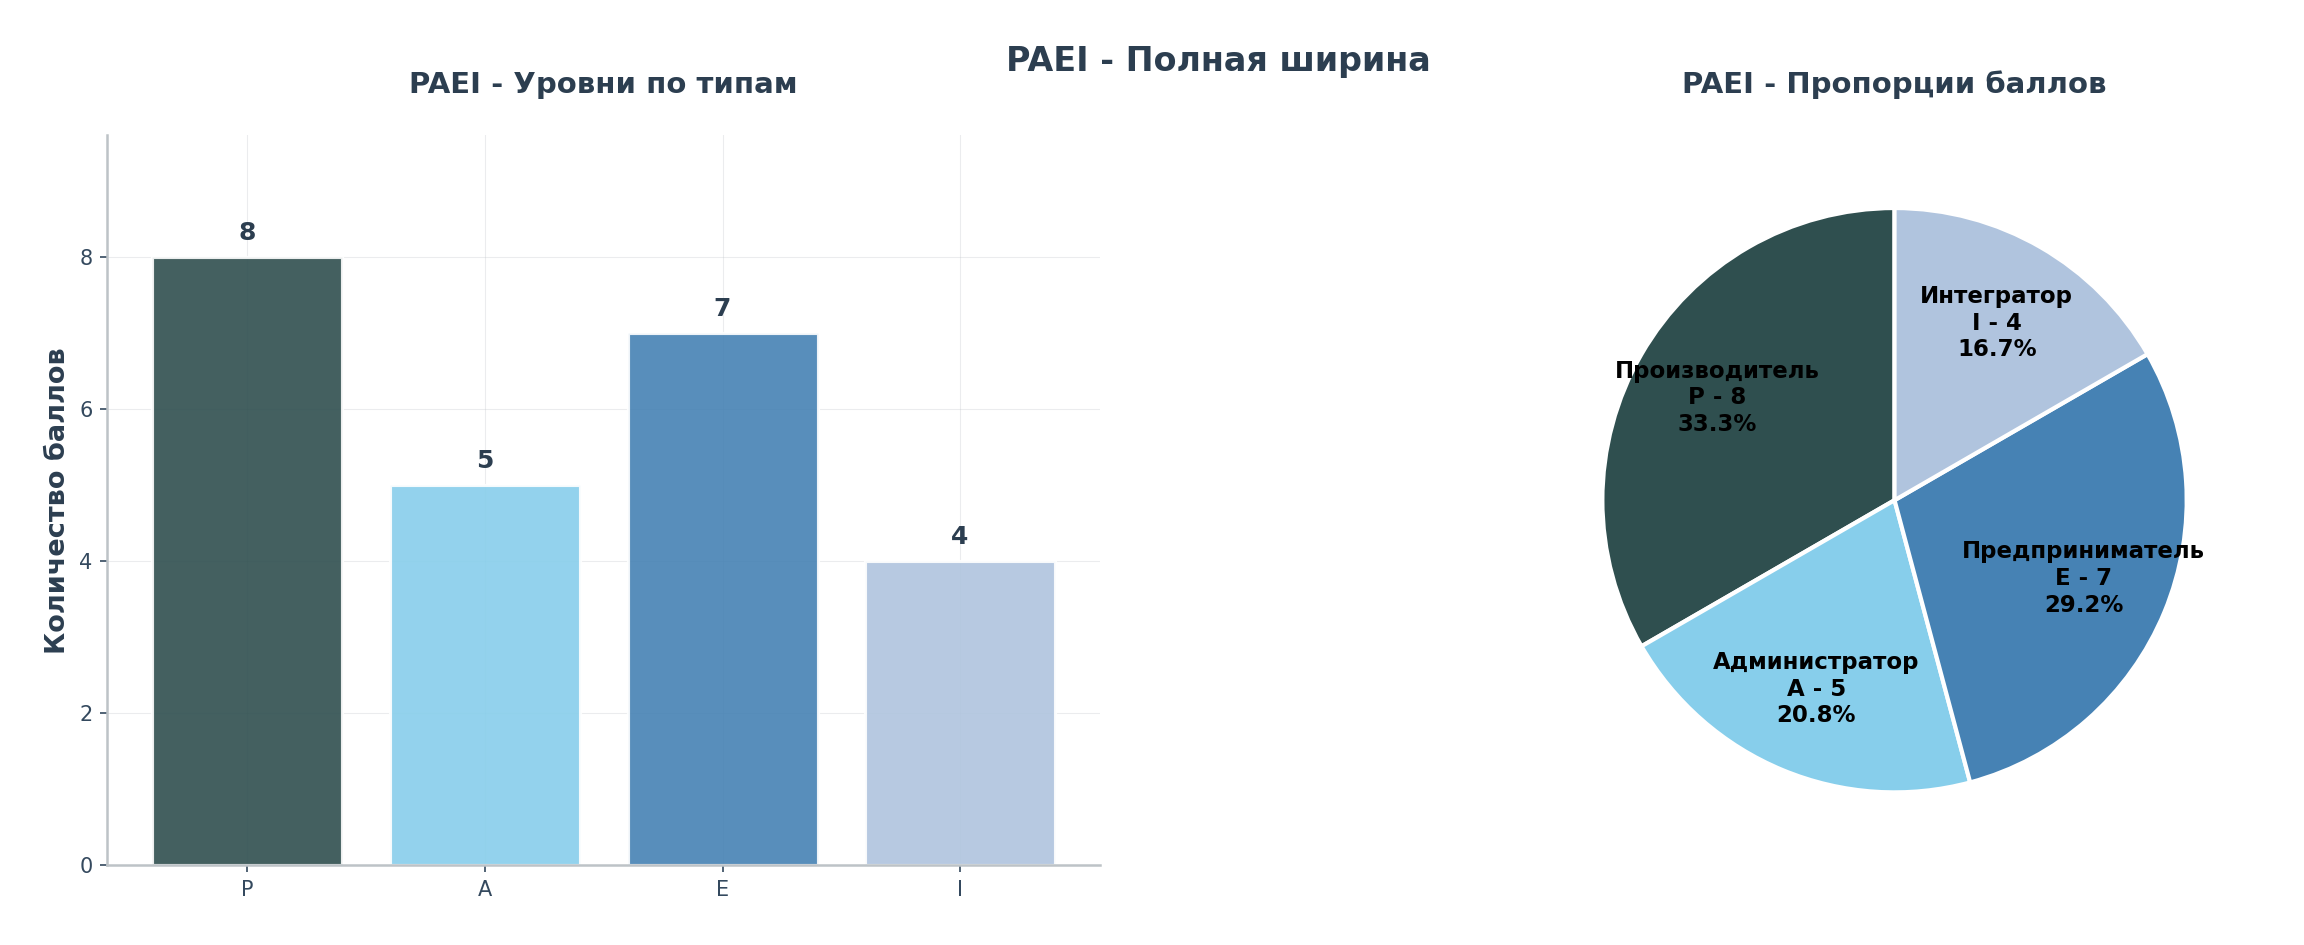 PAEI - Полная ширина
PAEI - Уровни по типам
Количество баллов
8
6
4
2
0
8
5
7
4
P
A
E
I
PAEI - Пропорции баллов
Интегратор
I - 4
16.7%
Производитель
P - 8
33.3%
Предприниматель
E - 7
29.2%
Администратор
A - 5
20.8%